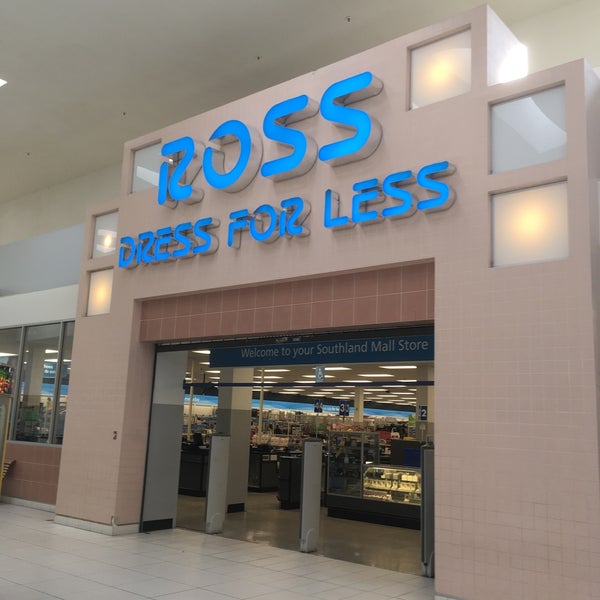 ROSS
DRESS FOR LESS
Welcome to your Southland Mall Store